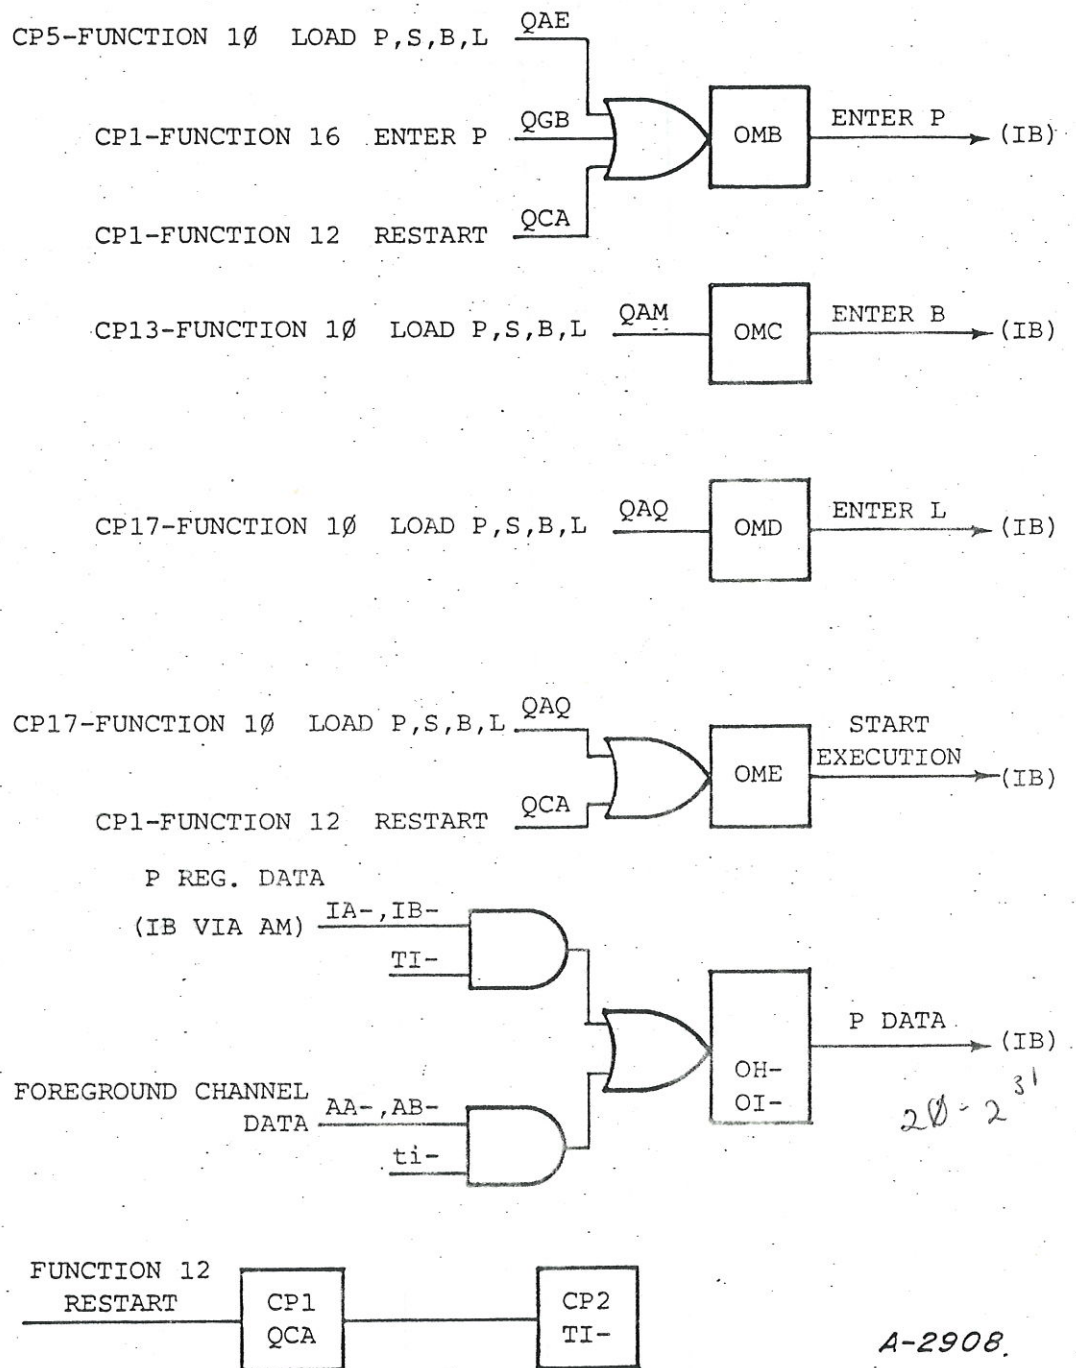 QAE
CP5-FUNCTION 1Ø LOAD P,S,B,L
CP1-FUNCTION 16 ENTER P QGB
OMB
ENTER P
(IB)
CP1-FUNCTION 12 RESTART QCA
CP13-FUNCTION 1Ø LOAD P,S,B,L QAM
OMC
ENTER B
(IB)
CP17-FUNCTION 1Ø LOAD P,S,B,L QAQ
OMD
ENTER L
(IB)
CP17-FUNCTION 1Ø LOAD P,S,B,L QAQ
OME
START
EXECUTION
(IB)
CP1-FUNCTION 12 RESTART QCA
P REG. DATA
(IB VIA AM) IA-,IB-
TI-
OH-
OI-
P DATA
(IB)
2Ø-2^31
FOREGROUND CHANNEL
DATA AA-,AB-
ti-
FUNCTION 12
RESTART
CP1
QCA
CP2
TI-
A-2908.